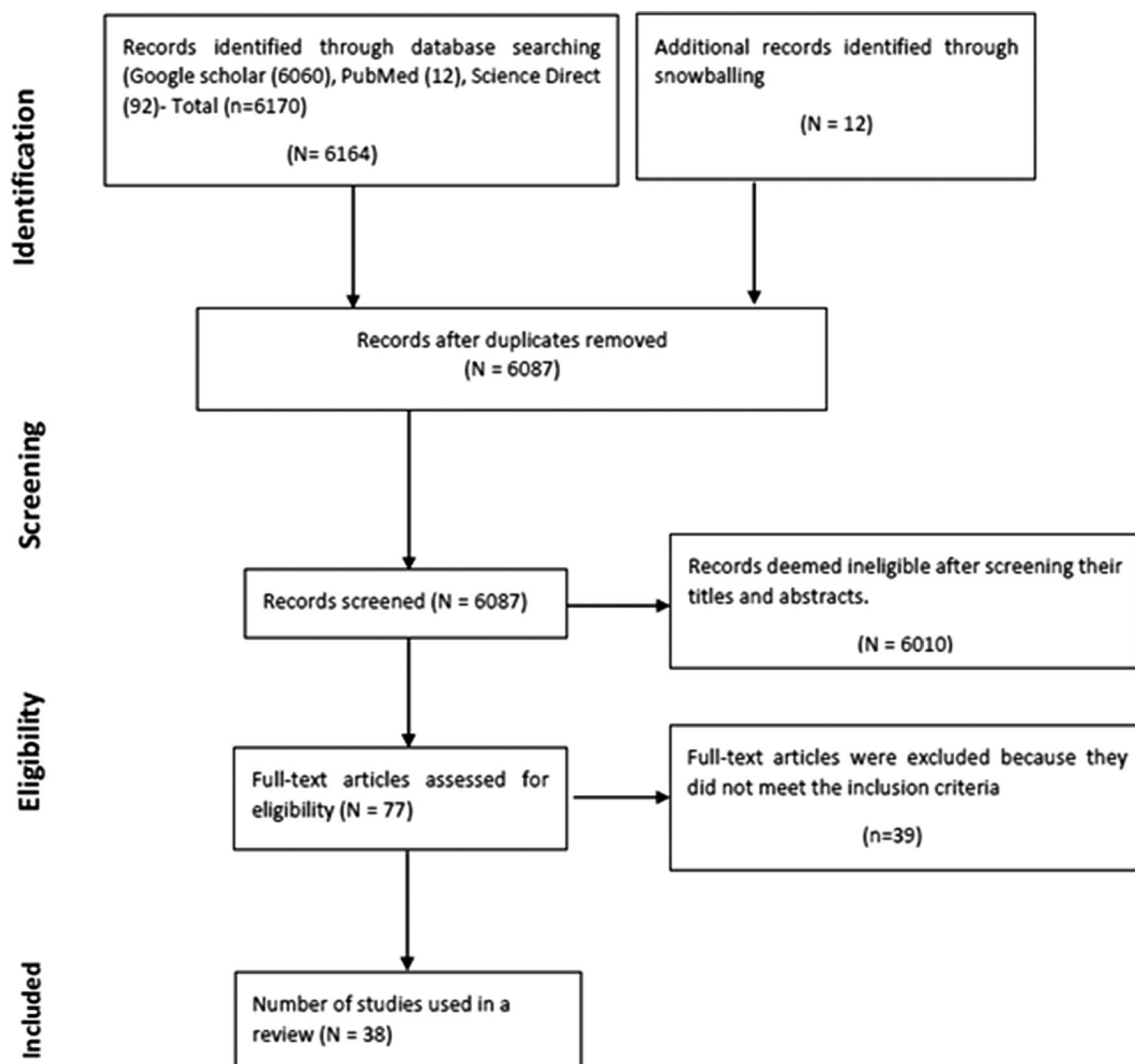 Identification
Records identified through database searching
(Google scholar (6060), PubMed (12), Science Direct
(92)- Total (n=6170)
(N= 6164)
Additional records identified through
snowballing
(N = 12)
Records after duplicates removed
(N = 6087)
Screening
Records screened (N = 6087)
Records deemed ineligible after screening their
titles and abstracts.
(N = 6010)
Eligibility
Full-text articles assessed for
eligibility (N = 77)
Full-text articles were excluded because they
did not meet the inclusion criteria
(n=39)
Included
Number of studies used in a
review (N = 38)